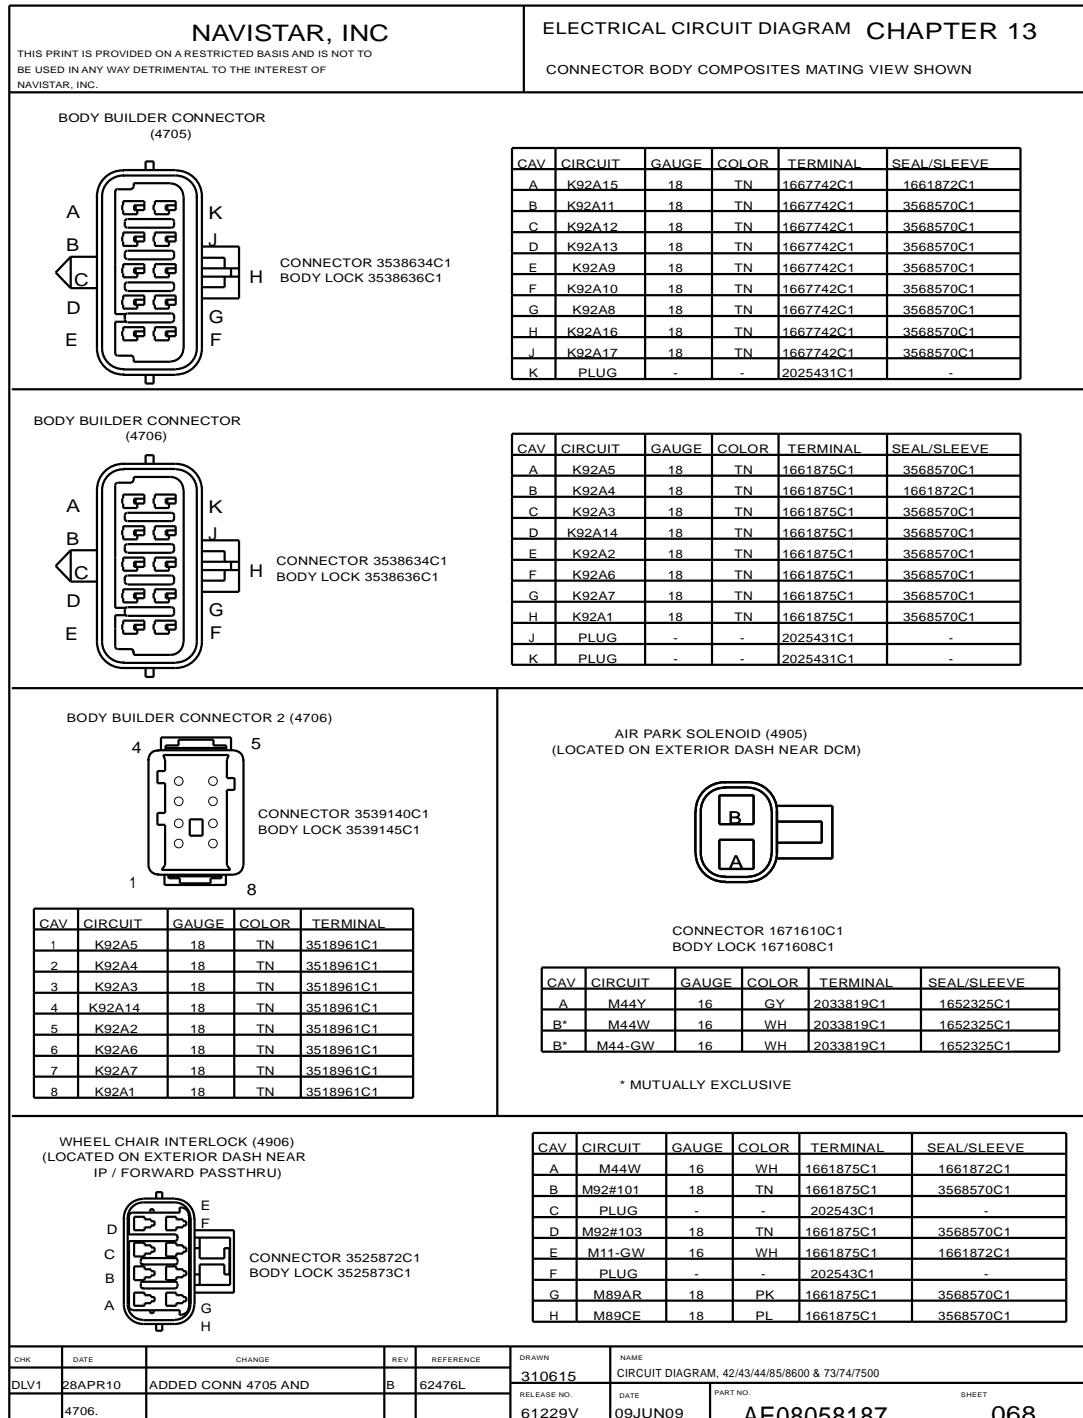 NAVISTAR, INC
THIS PRINT IS PROVIDED ON A RESTRICTED BASIS AND IS NOT TO
BE USED IN ANY WAY DETRIMENTAL TO THE INTEREST OF
NAVISTAR, INC.
ELECTRICAL CIRCUIT DIAGRAM CHAPTER 13
CONNECTOR BODY COMPOSITES MATING VIEW SHOWN
BODY BUILDER CONNECTOR
(4705)
A
B
C
D
E
K
J
H
G
F
CONNECTOR 3538634C1
BODY LOCK 3538636C1
CAV CIRCUIT GAUGE COLOR TERMINAL SEAL/SLEEVE
A K92A15 18 TN 1667742C1 1661872C1
B K92A11 18 TN 1667742C1 3568570C1
C K92A12 18 TN 1667742C1 3568570C1
D K92A13 18 TN 1667742C1 3568570C1
E K92A9 18 TN 1667742C1 3568570C1
F K92A10 18 TN 1667742C1 3568570C1
G K92A8 18 TN 1667742C1 3568570C1
H K92A16 18 TN 1667742C1 3568570C1
J K92A17 18 TN 1667742C1 3568570C1
K PLUG - - 2025431C1 -
BODY BUILDER CONNECTOR
(4706)
A
B
C
D
E
K
J
H
G
F
CONNECTOR 3538634C1
BODY LOCK 3538636C1
CAV CIRCUIT GAUGE COLOR TERMINAL SEAL/SLEEVE
A K92A5 18 TN 1661875C1 3568570C1
B K92A4 18 TN 1661875C1 1661872C1
C K92A3 18 TN 1661875C1 3568570C1
D K92A14 18 TN 1661875C1 3568570C1
E K92A2 18 TN 1661875C1 3568570C1
F K92A6 18 TN 1661875C1 3568570C1
G K92A7 18 TN 1661875C1 3568570C1
H K92A1 18 TN 1661875C1 3568570C1
J PLUG - - 2025431C1 -
K PLUG - - 2025431C1 -
BODY BUILDER CONNECTOR 2 (4706)
4 5
CONNECTOR 3539140C1
BODY LOCK 3539145C1
1 8
CAV CIRCUIT GAUGE COLOR TERMINAL
1 K92A5 18 TN 3518961C1
2 K92A4 18 TN 3518961C1
3 K92A3 18 TN 3518961C1
4 K92A14 18 TN 3518961C1
5 K92A2 18 TN 3518961C1
6 K92A6 18 TN 3518961C1
7 K92A7 18 TN 3518961C1
8 K92A1 18 TN 3518961C1
AIR PARK SOLENOID (4905)
(LOCATED ON EXTERIOR DASH NEAR DCM)
B
A
CONNECTOR 1671610C1
BODY LOCK 1671608C1
CAV CIRCUIT GAUGE COLOR TERMINAL SEAL/SLEEVE
A M44Y 16 GY 2033819C1 1652325C1
B* M44W 16 WH 2033819C1 1652325C1
B* M44-GW 16 WH 2033819C1 1652325C1
* MUTUALLY EXCLUSIVE
WHEEL CHAIR INTERLOCK (4906)
(LOCATED ON EXTERIOR DASH NEAR
IP / FORWARD PASSTHRU)
D
C
B
A
E
F
G
H
CONNECTOR 3525872C1
BODY LOCK 3525873C1
CAV CIRCUIT GAUGE COLOR TERMINAL SEAL/SLEEVE
A M44W 16 WH 1661875C1 1661872C1
B M92#101 18 TN 1661875C1 3568570C1
C PLUG - - 202543C1 -
D M92#103 18 TN 1661875C1 3568570C1
E M11-GW 16 WH 1661875C1 1661872C1
F PLUG - - 202543C1 -
G M89AR 18 PK 1661875C1 3568570C1
H M89CE 18 PL 1661875C1 3568570C1
CHK DATE CHANGE REV REFERENCE
DLV1 28APR10 ADDED CONN 4705 AND B 62476L
4706.
DRAWN
310615
NAME
CIRCUIT DIAGRAM, 42/43/44/85/8600 & 73/74/7500
RELEASE NO.
61229V
DATE
09JUN09
PART NO.
AE08058187
SHEET
068